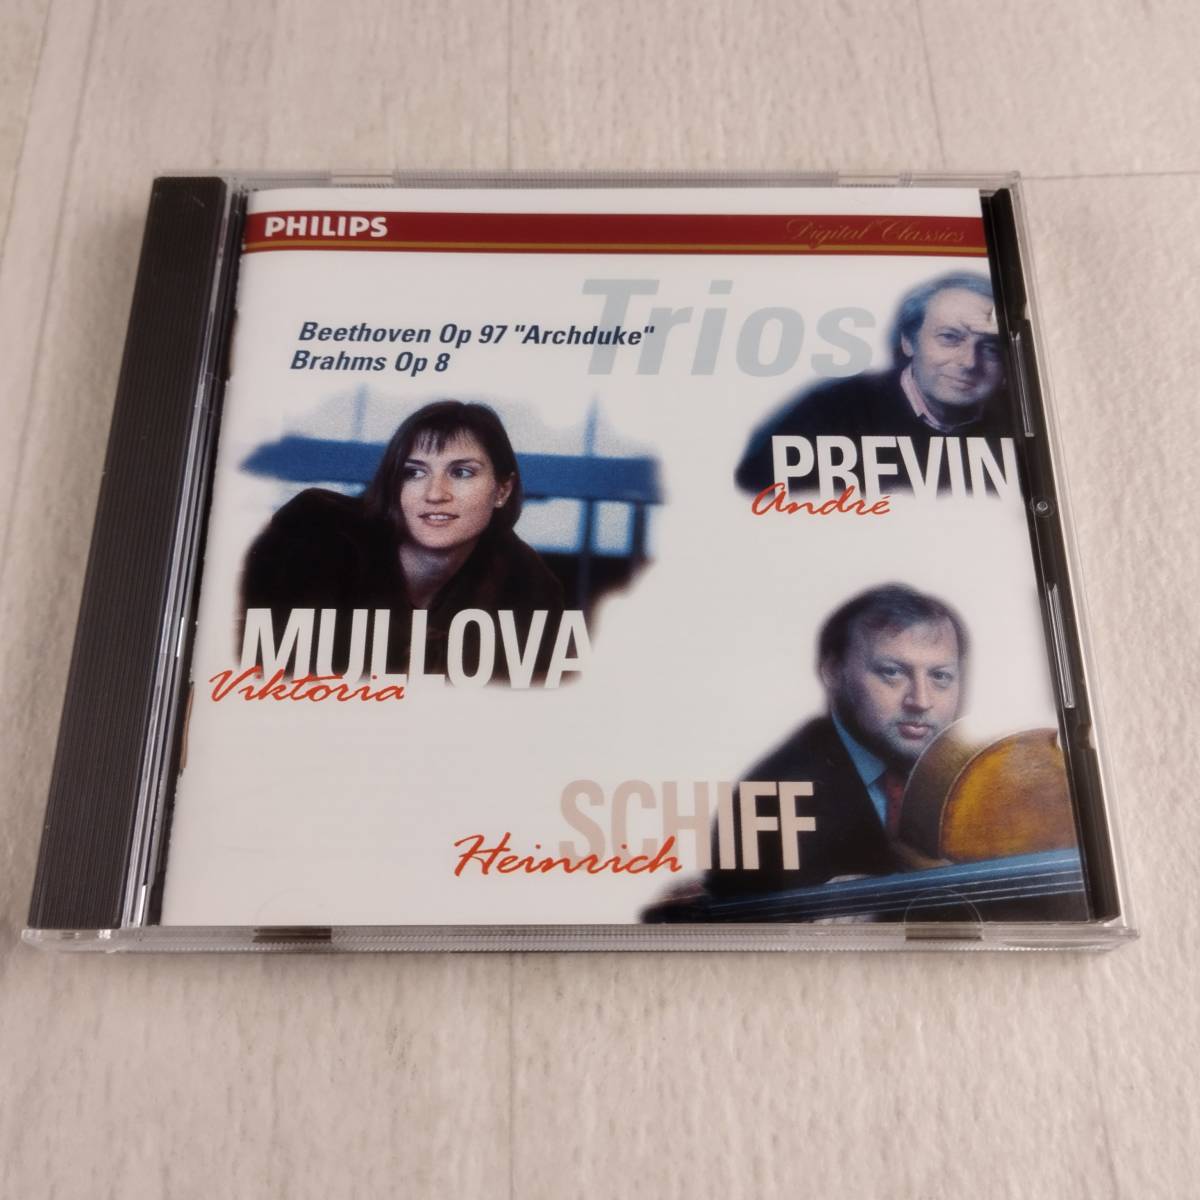 PHILIPS
Digital Classics
Trios
Beethoven Op 97 "Archduke"
Brahms Op 8
PREVIN
André
MULLOVA
Viktoria
SCHIFF
Heinrich